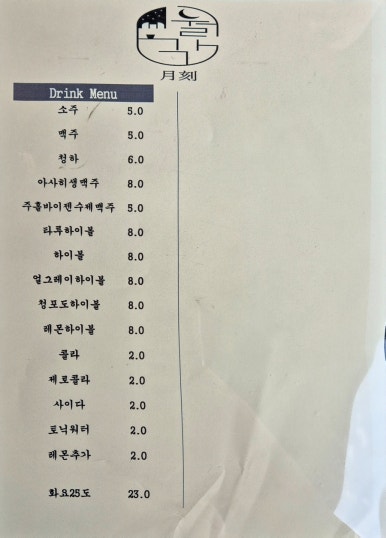 월각
月刻
Drink Menu
소주 5.0
맥주 5.0
청하 6.0
아사히생맥주 8.0
주홍바이젠수제맥주 5.0
타루하이볼 8.0
하이볼 8.0
얼그레이하이볼 8.0
청포도하이볼 8.0
레몬하이볼 8.0
콜라 2.0
제로콜라 2.0
사이다 2.0
토닉워터 2.0
레몬추가 2.0
화요25도 23.0